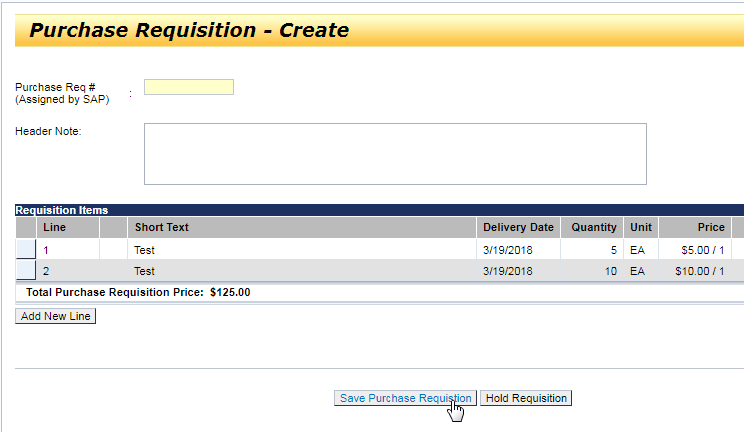 Purchase Requisition - Create
Purchase Req #
(Assigned by SAP) :
Header Note:
Requisition Items
Line Short Text Delivery Date Quantity Unit Price
1 Test 3/19/2018 5 EA $5.00 / 1
2 Test 3/19/2018 10 EA $10.00 / 1
Total Purchase Requisition Price: $125.00
Add New Line
Save Purchase Requistion Hold Requisition